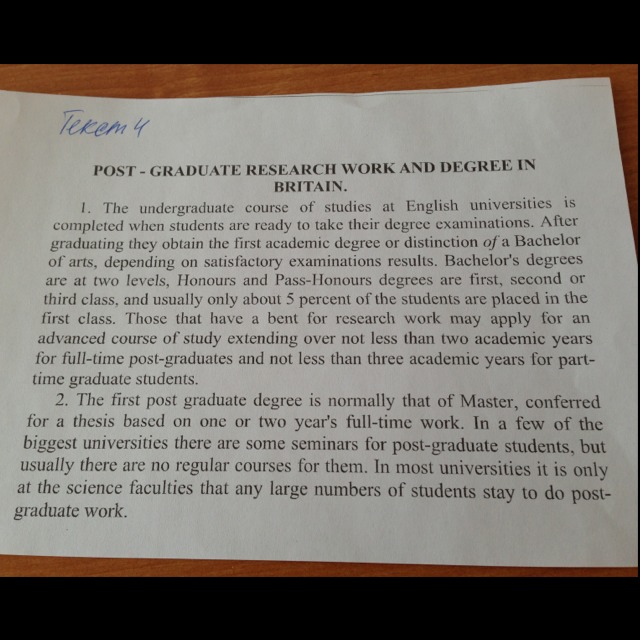 Текст 4
POST - GRADUATE RESEARCH WORK AND DEGREE IN
BRITAIN.
1. The undergraduate course of studies at English universities is
completed when students are ready to take their degree examinations. After
graduating they obtain the first academic degree or distinction of a Bachelor
of arts, depending on satisfactory examinations results. Bachelor's degrees
are at two levels, Honours and Pass-Honours degrees are first, second or
third class, and usually only about 5 percent of the students are placed in the
first class. Those that have a bent for research work may apply for an
advanced course of study extending over not less than two academic years
for full-time post-graduates and not less than three academic years for part-
time graduate students.
2. The first post graduate degree is normally that of Master, conferred
for a thesis based on one or two year's full-time work. In a few of the
biggest universities there are some seminars for post-graduate students, but
usually there are no regular courses for them. In most universities it is only
at the science faculties that any large numbers of students stay to do post-
graduate work.